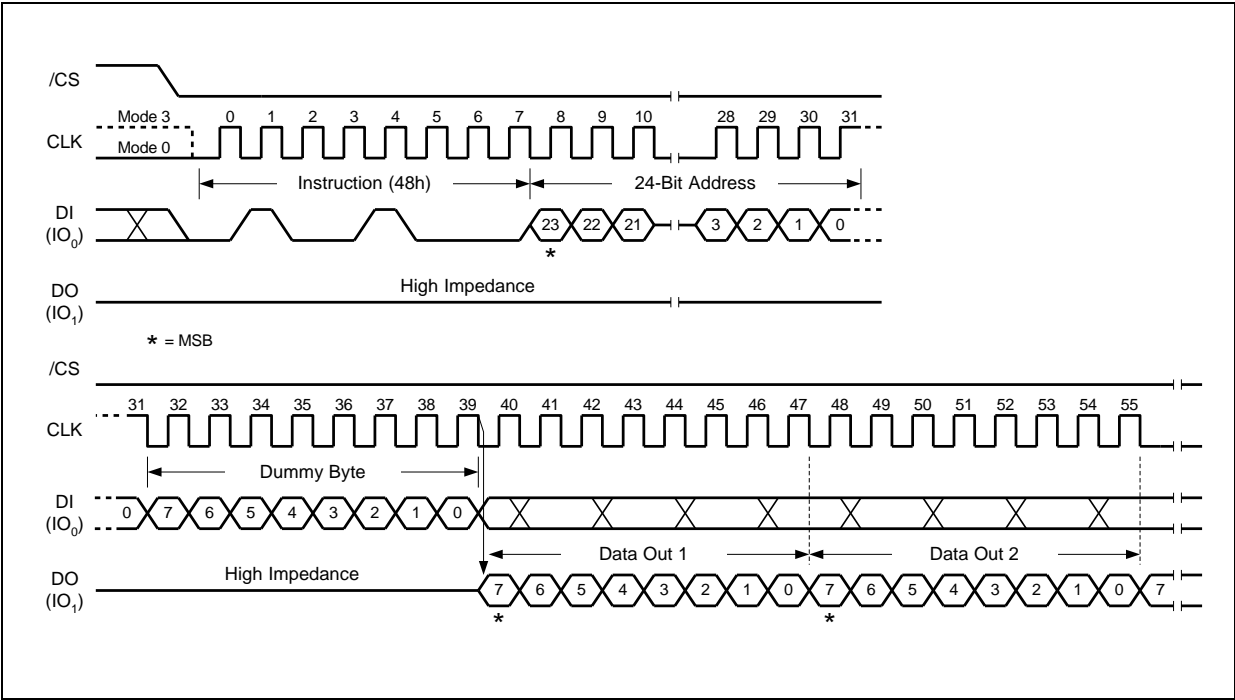 /CS
Mode 3 0 1 2 3 4 5 6 7 8 9 10 28 29 30 31
CLK
Mode 0
Instruction (48h) 24-Bit Address
DI
(IO0) 23 22 21 3 2 1 0
*
DO High Impedance
(IO1)
* = MSB
/CS
31 32 33 34 35 36 37 38 39 40 41 42 43 44 45 46 47 48 49 50 51 52 53 54 55
CLK
Dummy Byte
DI
(IO0) 0 7 6 5 4 3 2 1 0
Data Out 1 Data Out 2
DO High Impedance
(IO1) 7 6 5 4 3 2 1 0 7 6 5 4 3 2 1 0 7
* *